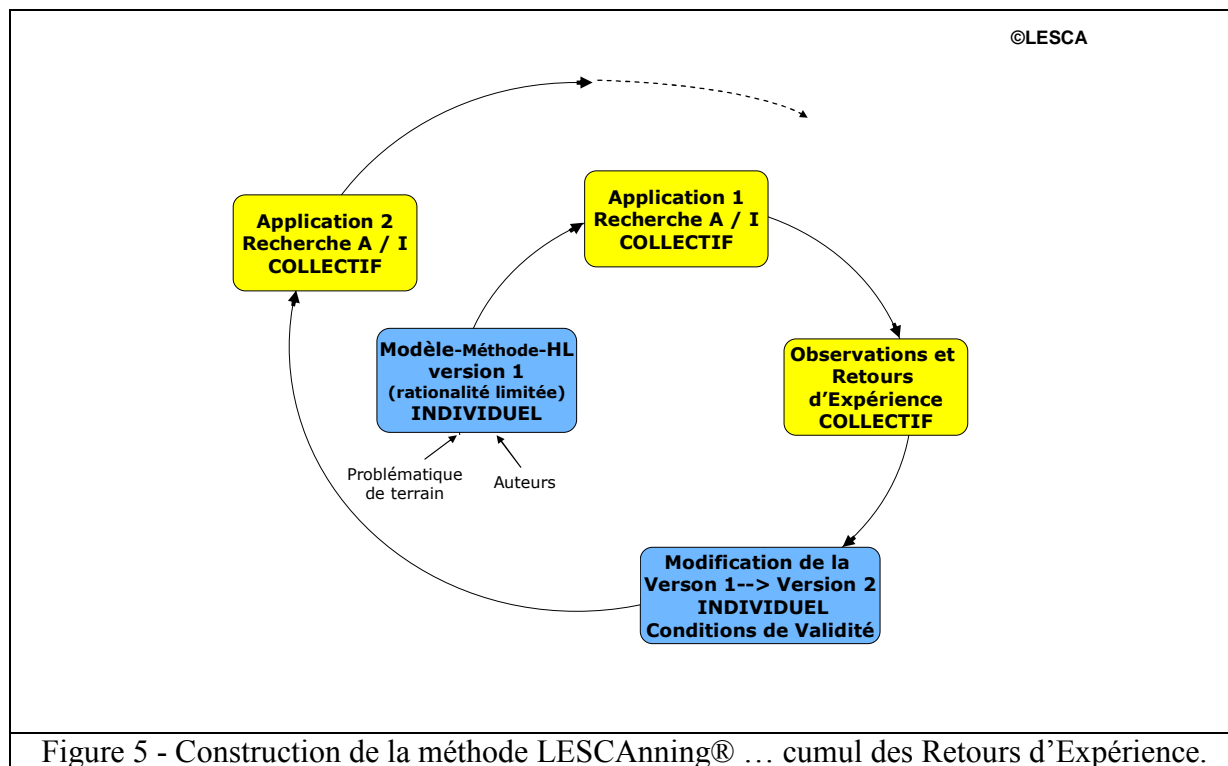 ©LESCA
Application 1
Recherche A / I
COLLECTIF
Application 2
Recherche A / I
COLLECTIF
Modèle-Méthode-HL
version 1
(rationalité limitée)
INDIVIDUEL
Observations et
Retours
d’Expérience
COLLECTIF
Problématique
de terrain
Auteurs
Modification de la
Verson 1--> Version 2
INDIVIDUEL
Conditions de Validité
Figure 5 - Construction de la méthode LESCAnning® … cumul des Retours d’Expérience.